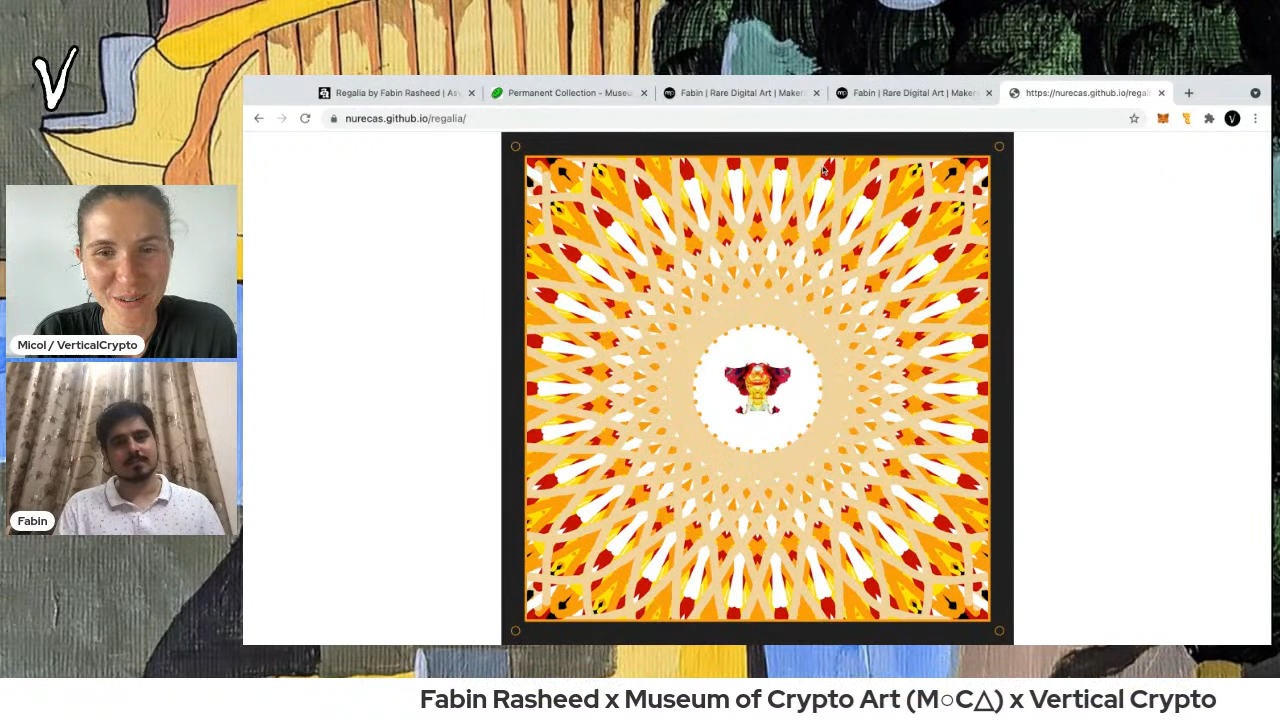 V
Regalia by Fabin Rasheed | As
Permanent Collection - Museu
Fabin | Rare Digital Art | Maker
Fabin | Rare Digital Art | Maker
https://nurecas.github.io/regal
nurecas.github.io/regalia/
V
Micol / VerticalCrypto
Fabin
Fabin Rasheed x Museum of Crypto Art (M○C△) x Vertical Crypto